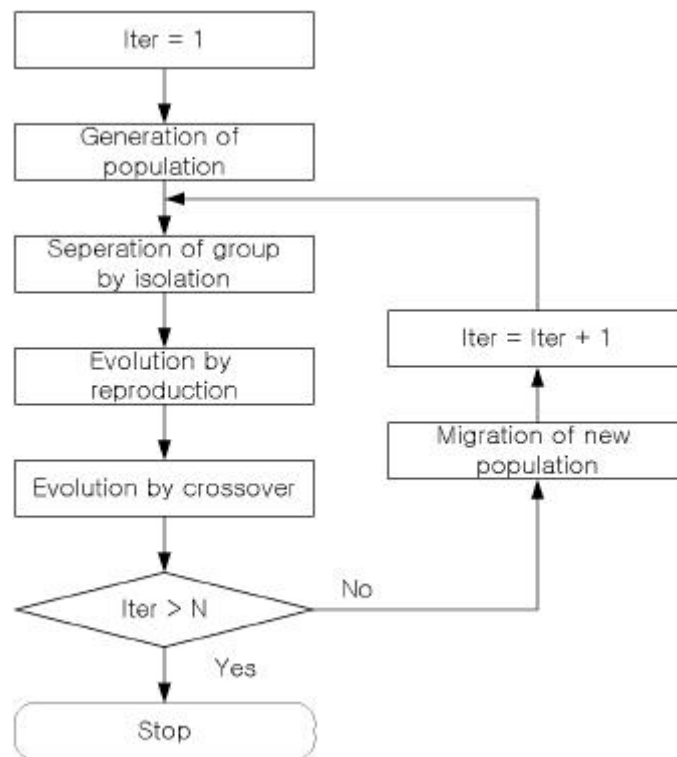 Iter = 1
Generation of
population
Seperation of group
by isolation
Evolution by
reproduction
Evolution by crossover
Iter > N
No
Yes
Stop
Iter = Iter + 1
Migration of new
population